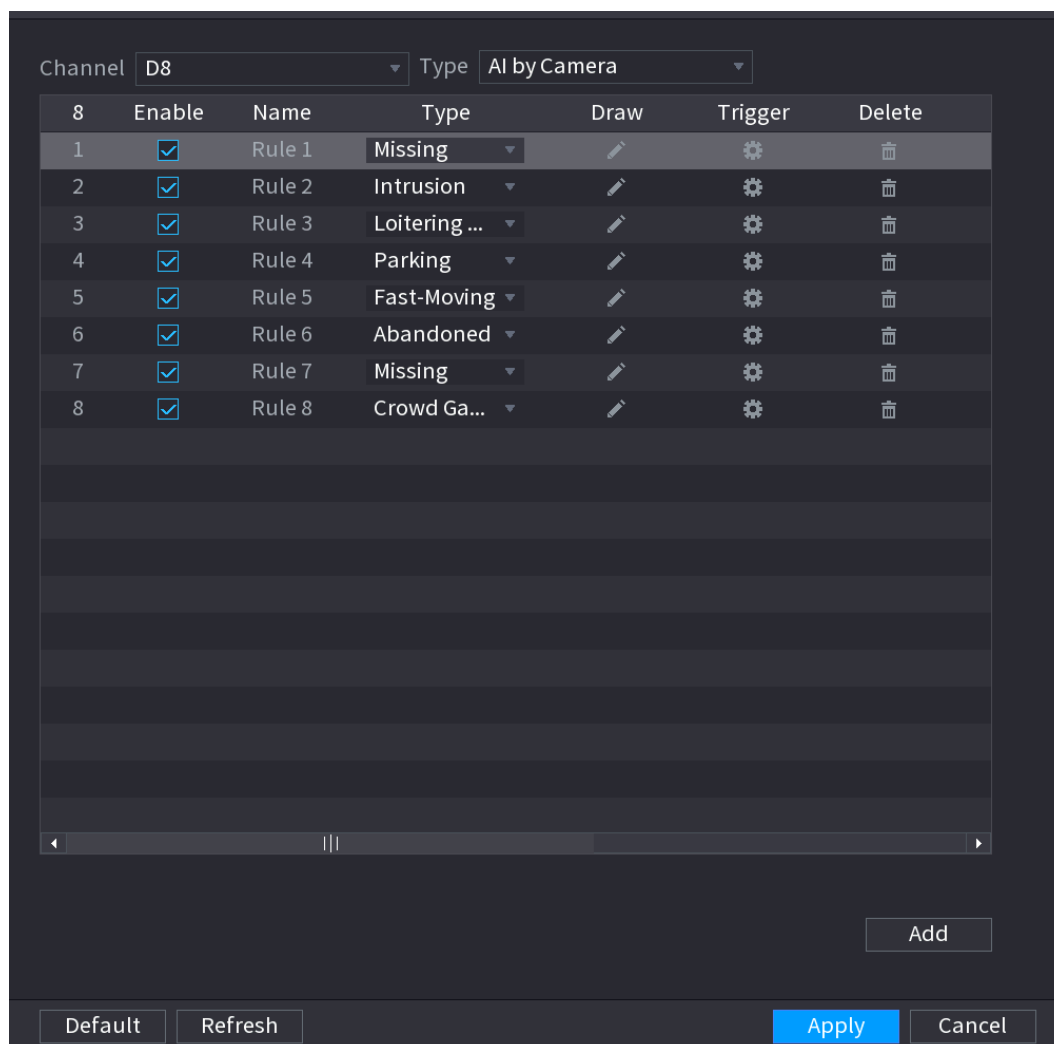 Channel D8 Type AI by Camera
8 Enable Name Type Draw Trigger Delete
1 Rule 1 Missing
2 Rule 2 Intrusion
3 Rule 3 Loitering ...
4 Rule 4 Parking
5 Rule 5 Fast-Moving
6 Rule 6 Abandoned
7 Rule 7 Missing
8 Rule 8 Crowd Ga...
Add
Default Refresh Apply Cancel